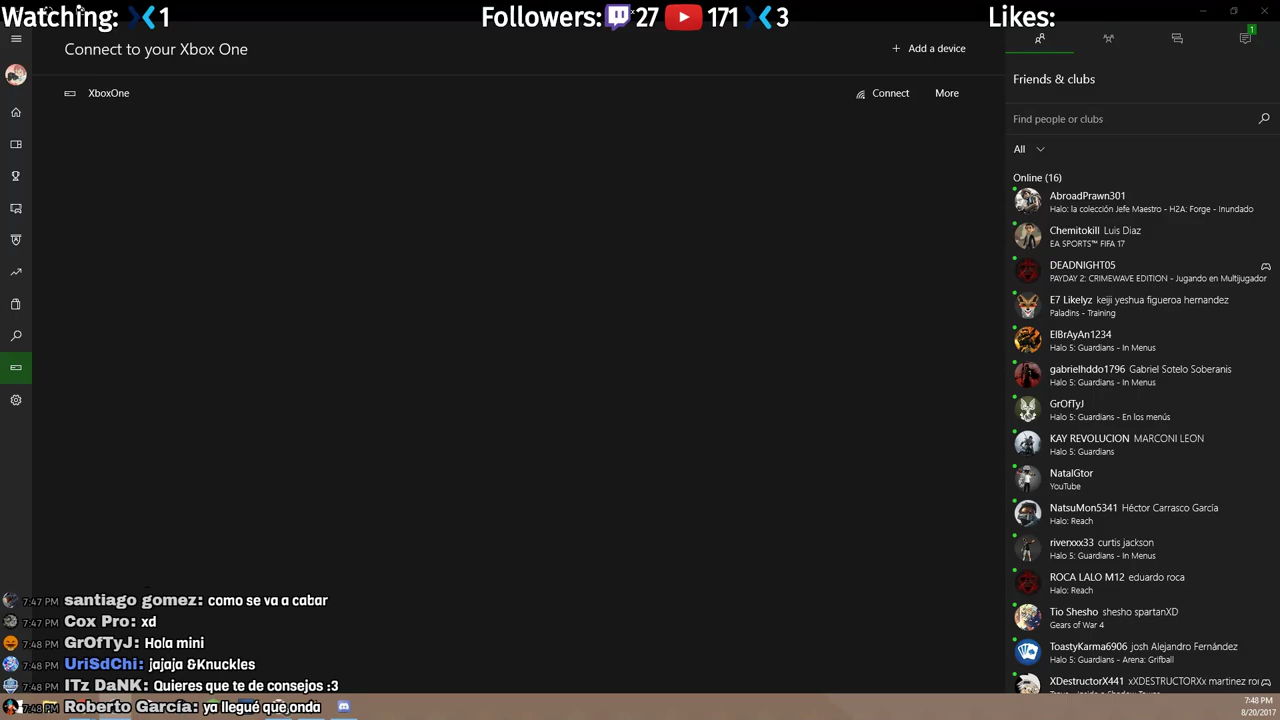 Watching: 1
Followers: 27 171 3
Likes:
Connect to your Xbox One
Add a device
XboxOne
Connect
More
1
Friends & clubs
Find people or clubs
All
Online (16)
AbroadPrawn301
Halo: la colección Jefe Maestro - H2A: Forge - Inundado
Chemitokill Luis Diaz
EA SPORTS™ FIFA 17
DEADNIGHT05
PAYDAY 2: CRIMEWAVE EDITION - Jugando en Multijugador
E7 Likelyz keiji yeshua figueroa hernandez
Paladins - Training
ElBrAyAn1234
Halo 5: Guardians - In Menus
gabrielhddo1796 Gabriel Sotelo Soberanis
Halo 5: Guardians - In Menus
GrOfTyJ
Halo 5: Guardians - En los menús
KAY REVOLUCION MARCONI LEON
Halo 5: Guardians
NatalGtor
YouTube
NatsuMon5341 Héctor Carrasco García
Halo: Reach
riverxxx33 curtis jackson
Halo 5: Guardians - In Menus
ROCA LALO M12 eduardo roca
Halo: Reach
Tio Shesho shesho spartanXD
Gears of War 4
ToastyKarma6906 josh Alejandro Fernández
Halo 5: Guardians - Arena: Grifball
XDestructorX441 xXDESTRUCTORXx martinez
7:47 PM santiago gomez: como se va a cabar
7:47 PM Cox Pro: xd
7:48 PM GrOfTyJ: Hola mini
7:48 PM UriSdChi: jajaja &Knuckles
7:48 PM ITz DaNK: Quieres que te de consejos :3
7:48 PM Roberto García: ya llegué que onda
7:48 PM
8/20/2017